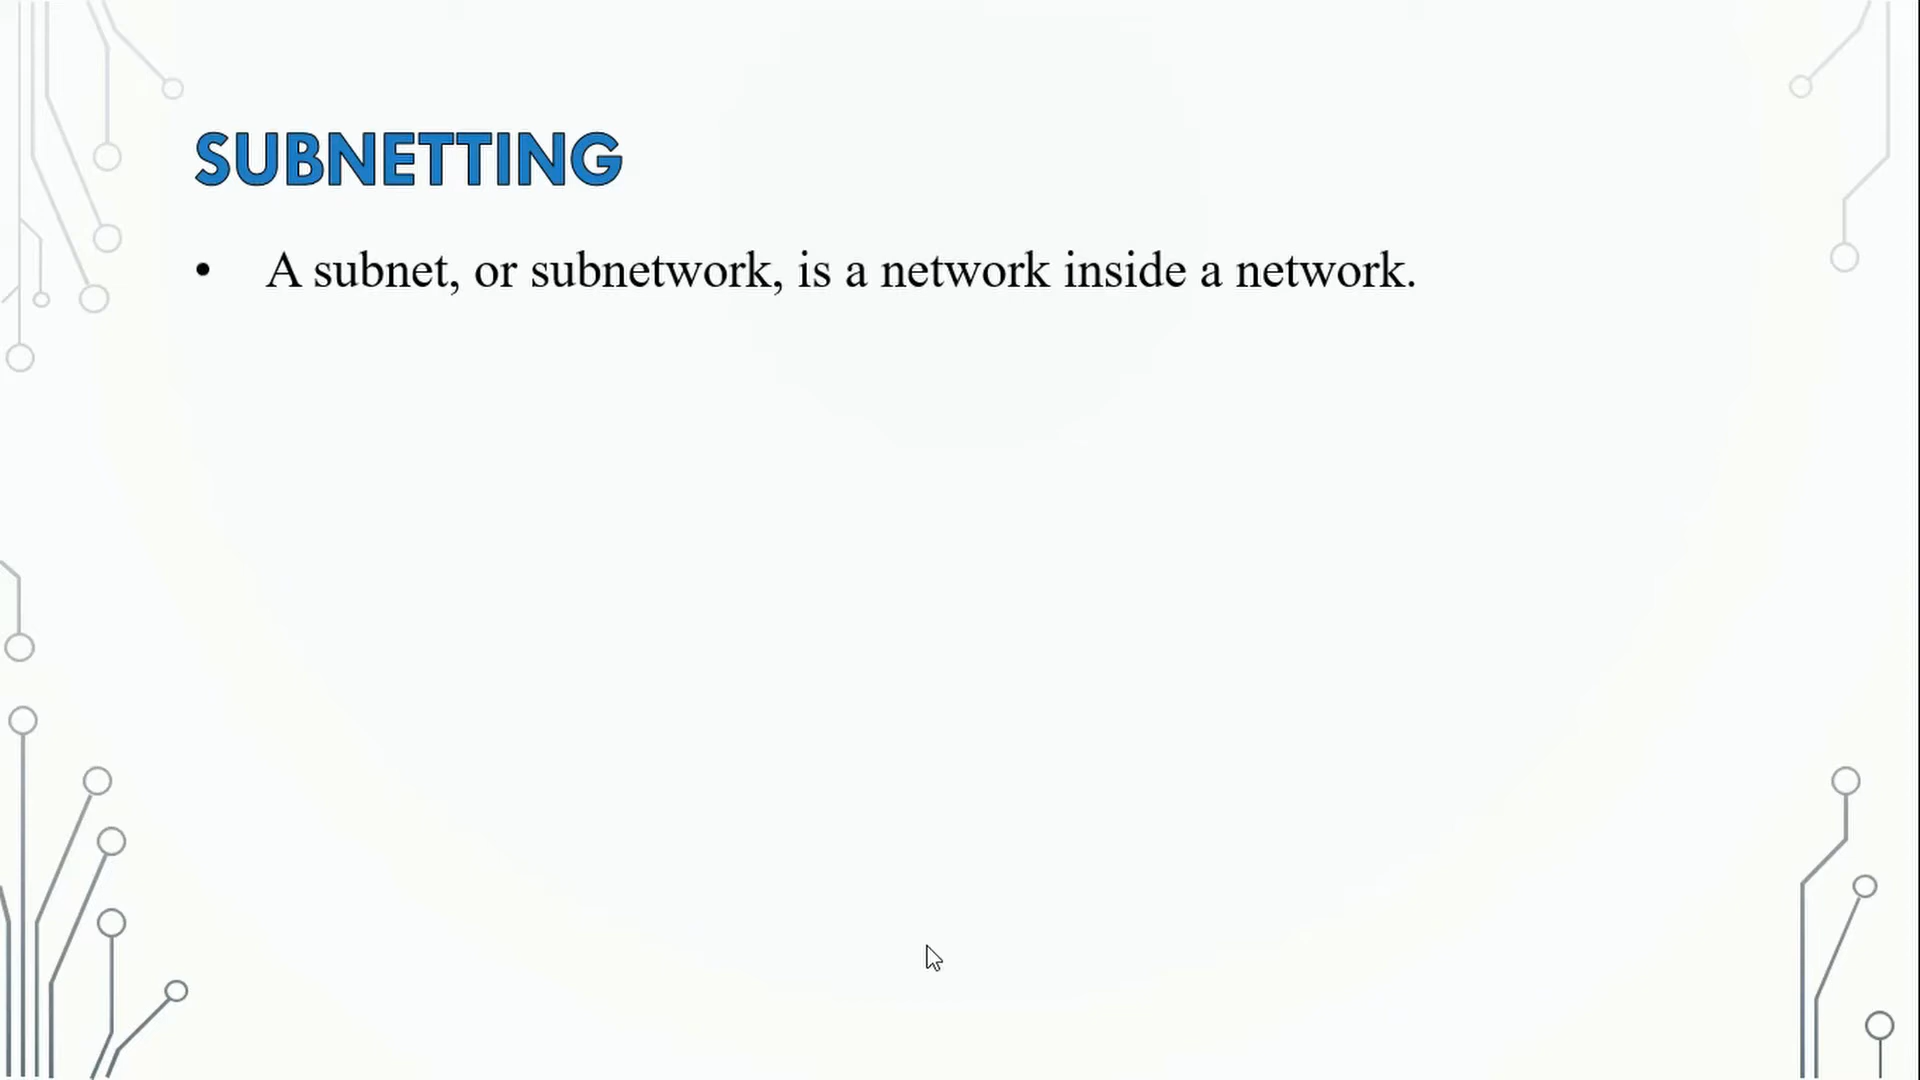 SUBNETTING
• A subnet, or subnetwork, is a network inside a network.